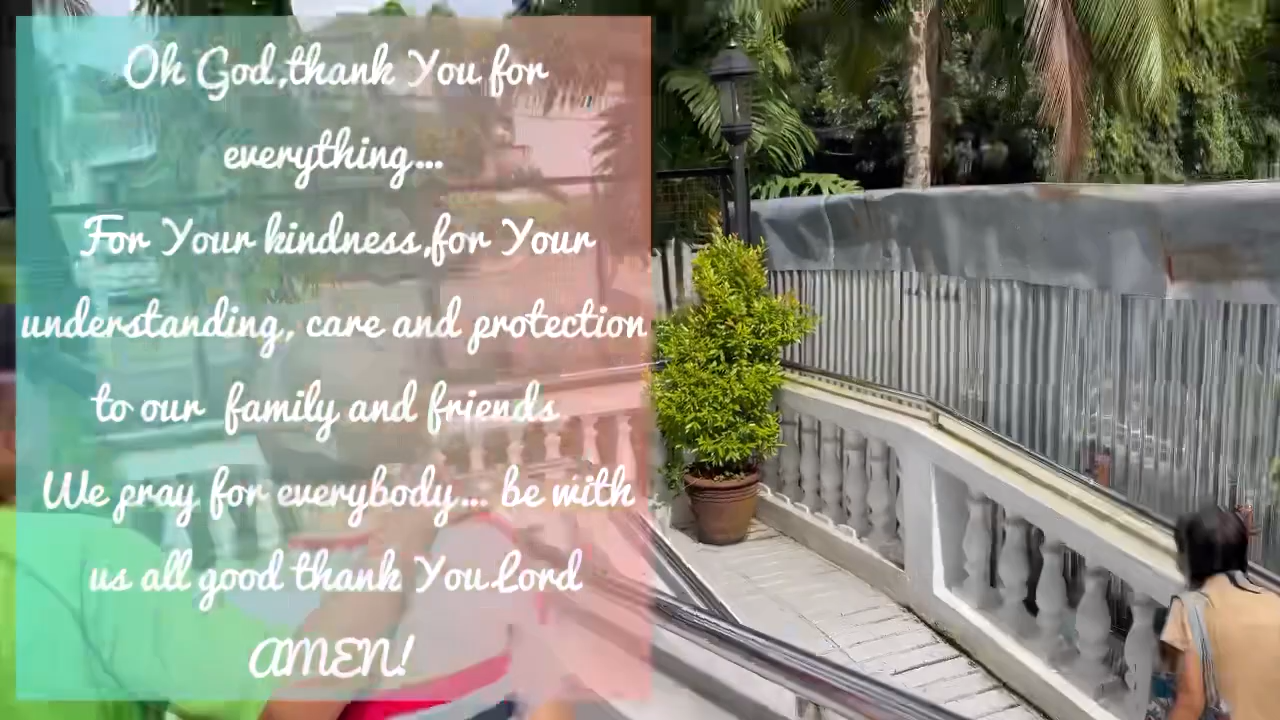 Oh God,thank You for
everything...
For Your kindness,for Your
understanding, care and protection
to our family and friends
We pray for everybody... be with
us all good thank You.Lord
AMEN!